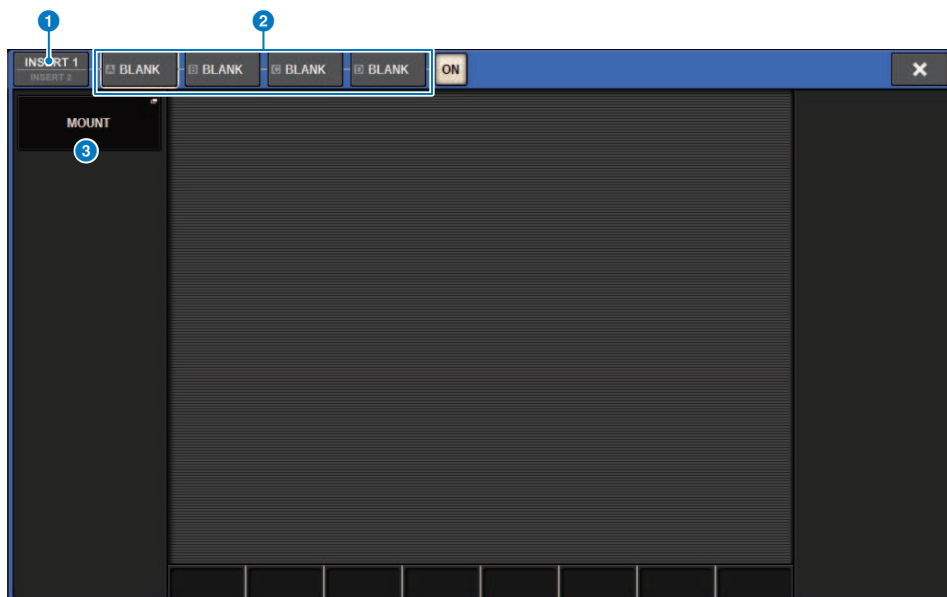 1
2
INSERT 1
INSERT 2
A BLANK
B BLANK
C BLANK
D BLANK
ON
MOUNT
3